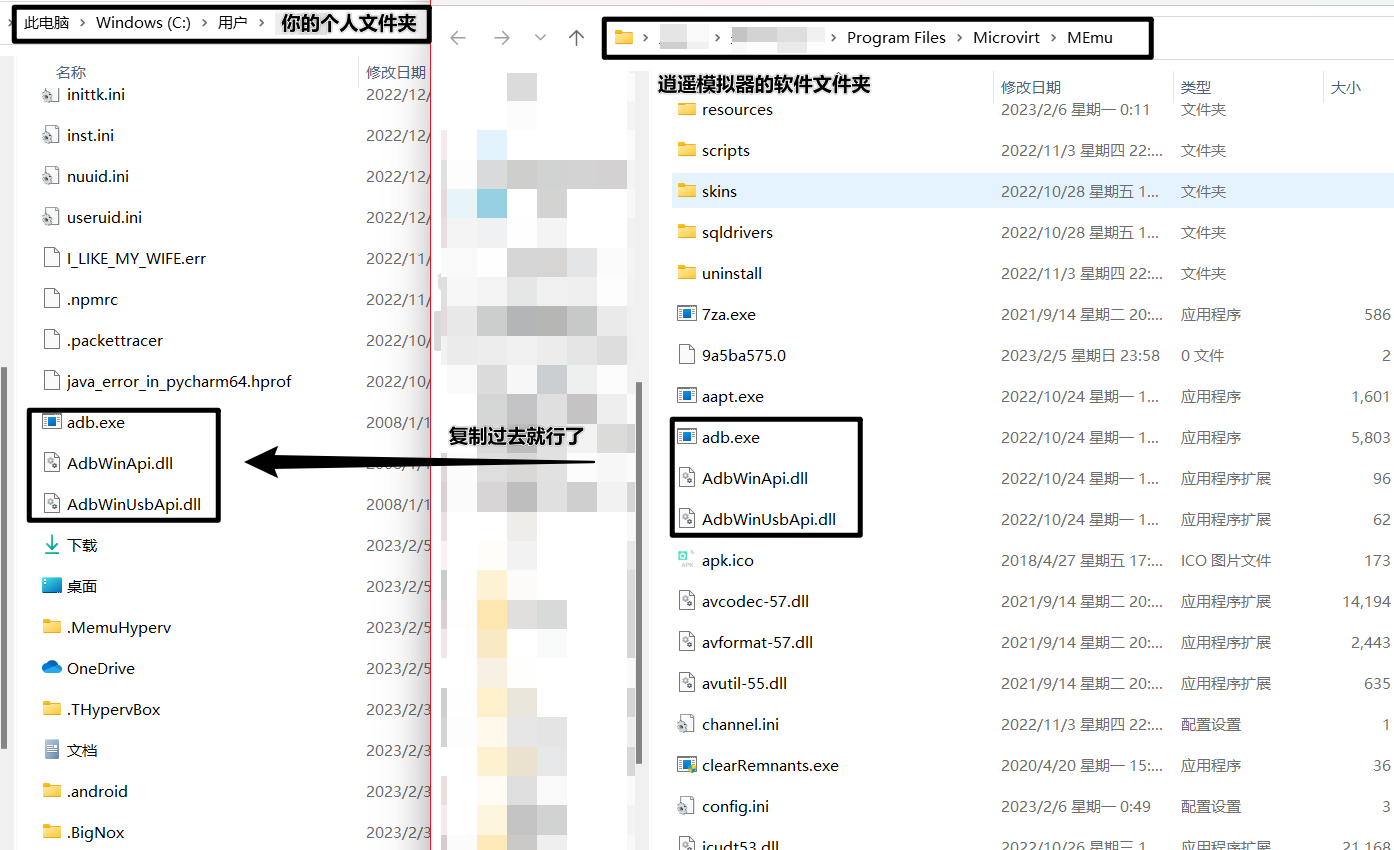 此电脑 > Windows (C:) > 用户 > 你的个人文件夹
名称 修改日期
inittk.ini 2022/12/
inst.ini 2022/12/
nuuid.ini 2022/12/
useruid.ini 2022/12/
I_LIKE_MY_WIFE.err 2022/11/
.npmrc 2022/11/
.packettracer 2022/10/
java_error_in_pycharm64.hprof 2022/10/
adb.exe 2008/1/1
AdbWinApi.dll 2008/1/1
AdbWinUsbApi.dll 2008/1/1
下载 2023/2/5
桌面 2023/2/5
.MemuHyperv 2023/2/5
OneDrive 2023/2/5
.THypervBox 2023/2/3
文档 2023/2/3
.android 2023/2/3
.BigNox 2023/2/3
复制过去就行了
> > Program Files > Microvirt > MEmu
逍遥模拟器的软件文件夹
修改日期 类型 大小
resources 2023/2/6 星期一 0:11 文件夹
scripts 2022/11/3 星期四 22:... 文件夹
skins 2022/10/28 星期五 1... 文件夹
sqldrivers 2022/10/28 星期五 1... 文件夹
uninstall 2022/11/3 星期四 22:... 文件夹
7za.exe 2021/9/14 星期二 20:... 应用程序 586
9a5ba575.0 2023/2/5 星期日 23:58 0 文件 2
aapt.exe 2022/10/24 星期一 1... 应用程序 1,601
adb.exe 2022/10/24 星期一 1... 应用程序 5,803
AdbWinApi.dll 2022/10/24 星期一 1... 应用程序扩展 96
AdbWinUsbApi.dll 2022/10/24 星期一 1... 应用程序扩展 62
apk.ico 2018/4/27 星期五 17:... ICO 图片文件 173
avcodec-57.dll 2021/9/14 星期二 20:... 应用程序扩展 14,194
avformat-57.dll 2021/9/14 星期二 20:... 应用程序扩展 2,443
avutil-55.dll 2021/9/14 星期二 20:... 应用程序扩展 635
channel.ini 2022/11/3 星期四 22:... 配置设置 1
clearRemnants.exe 2020/4/20 星期一 15:... 应用程序 36
config.ini 2023/2/6 星期一 0:49 配置设置 3
icudt53.dll 2022/10/26 星期三 1... 应用程序扩展 21,168